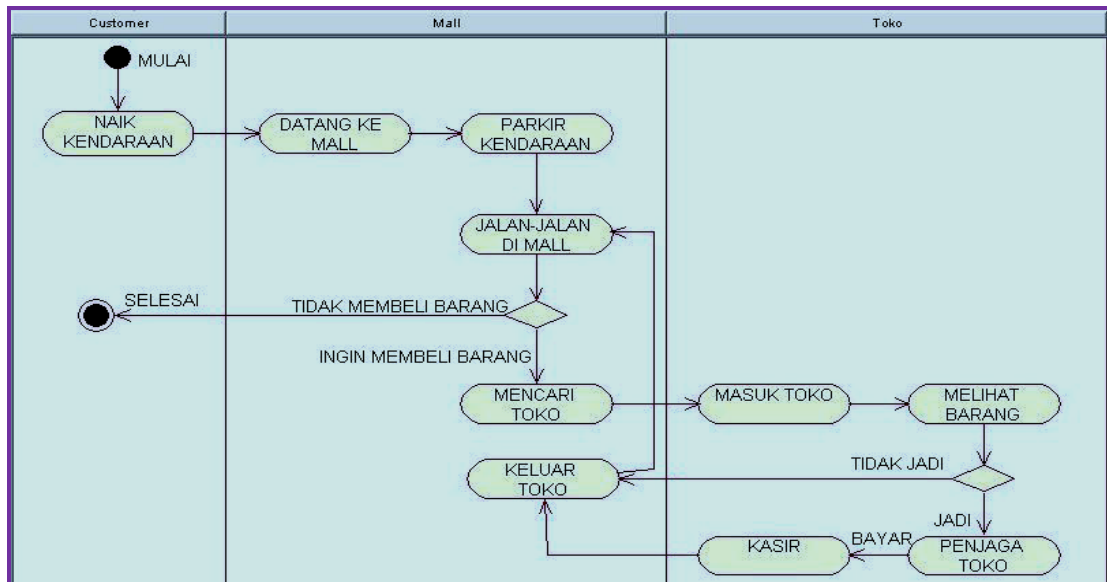 Customer
Mall
Toko
MULAI
NAIK
KENDARAAN
DATANG KE
MALL
PARKIR
KENDARAAN
JALAN-JALAN
DI MALL
SELESAI
TIDAK MEMBELI BARANG
INGIN MEMBELI BARANG
MENCARI
TOKO
MASUK TOKO
MELIHAT
BARANG
KELUAR
TOKO
TIDAK JADI
JADI
KASIR
BAYAR
PENJAGA
TOKO